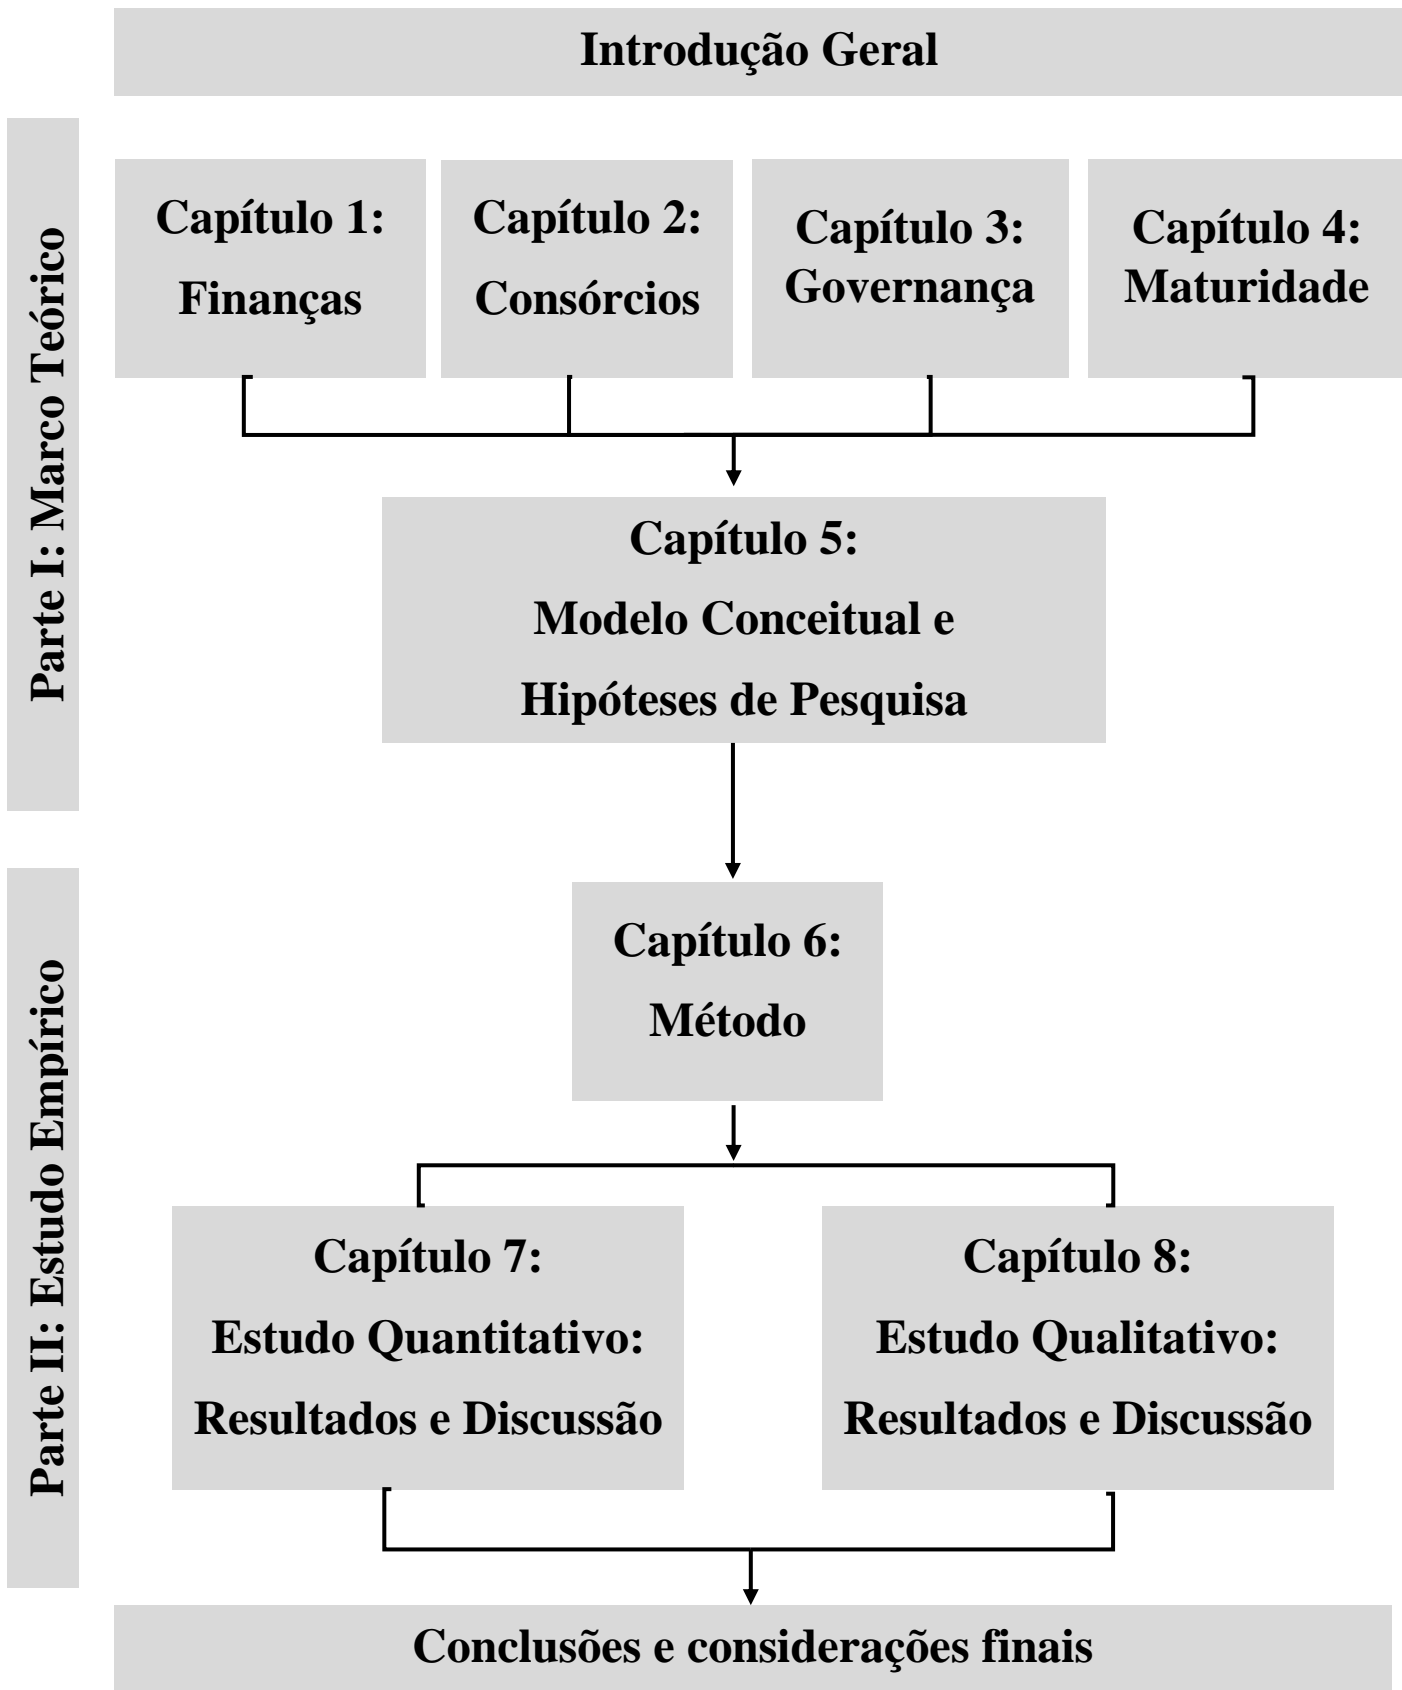 Introdução Geral
Parte I: Marco Teórico
Capítulo 1:
Finanças
Capítulo 2:
Consórcios
Capítulo 3:
Governança
Capítulo 4:
Maturidade
Capítulo 5:
Modelo Conceitual e
Hipóteses de Pesquisa
Parte II: Estudo Empírico
Capítulo 6:
Método
Capítulo 7:
Estudo Quantitativo:
Resultados e Discussão
Capítulo 8:
Estudo Qualitativo:
Resultados e Discussão
Conclusões e considerações finais